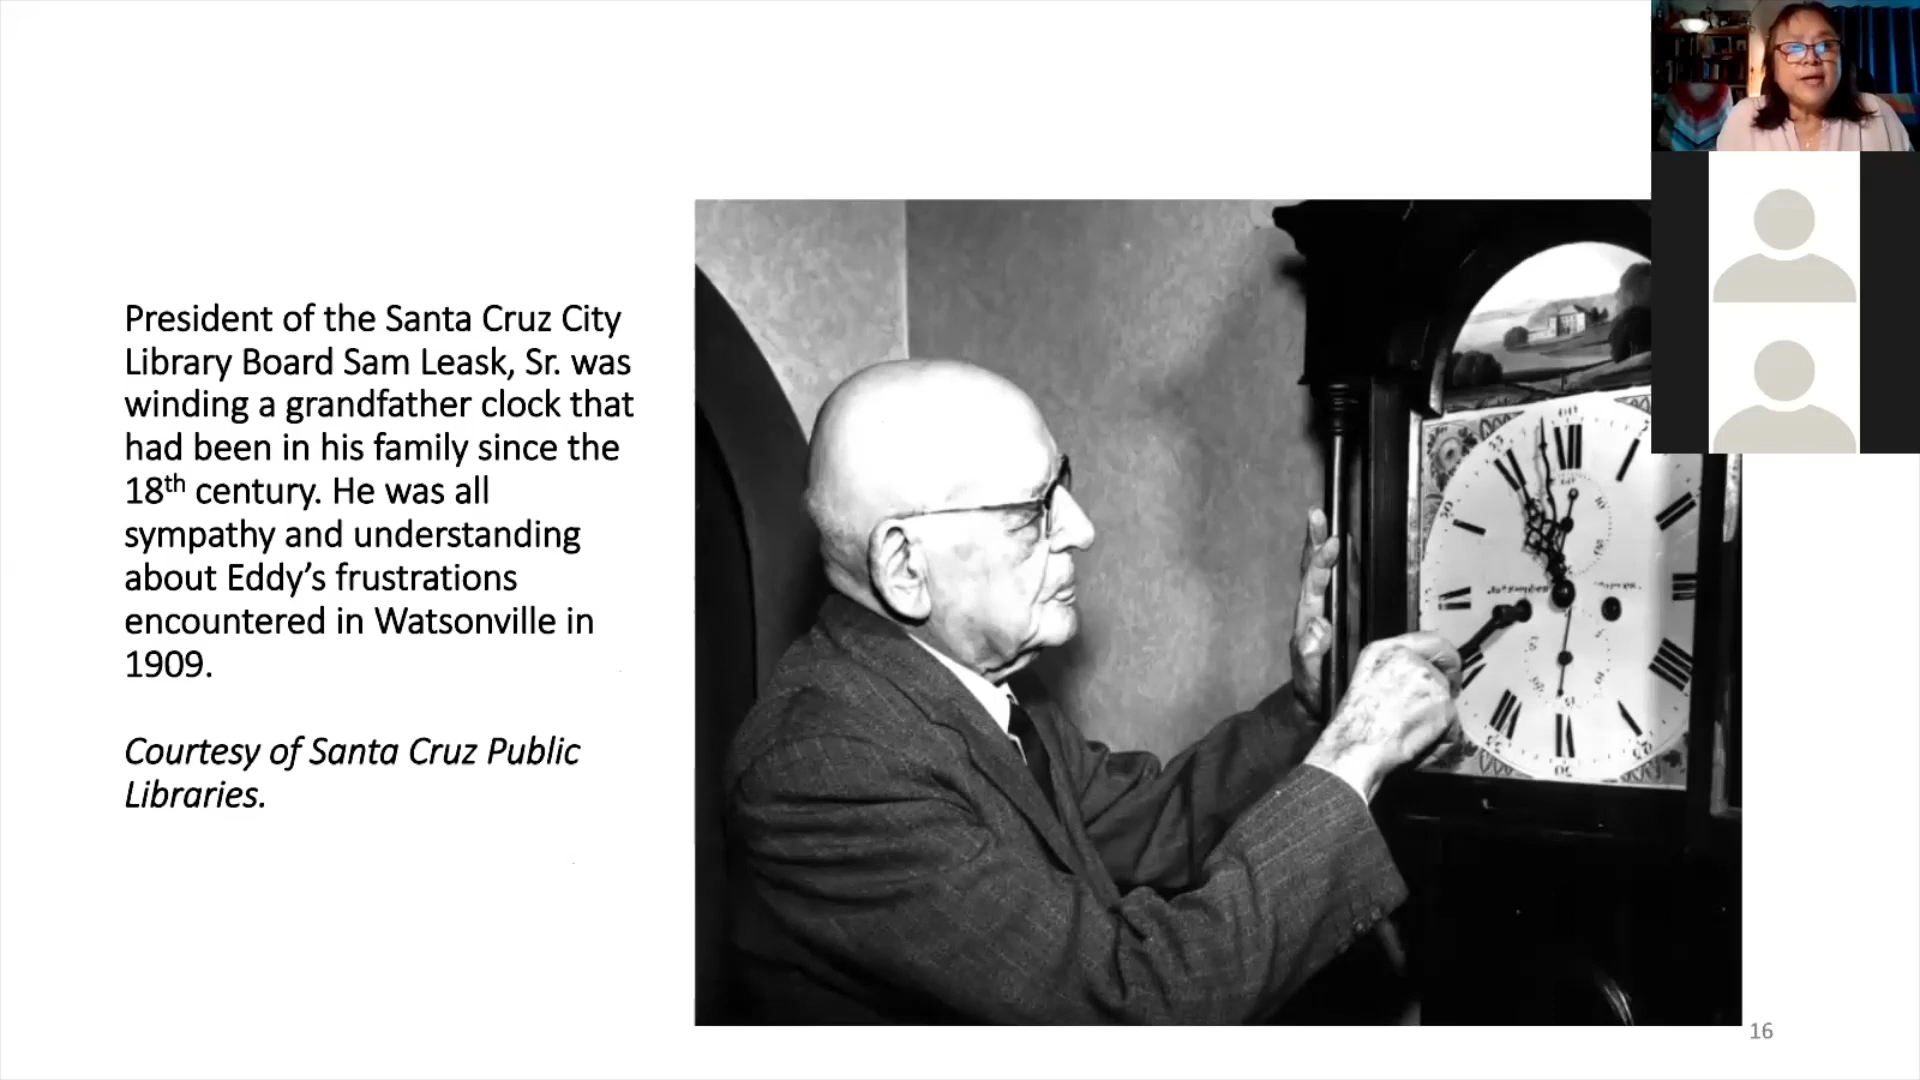 President of the Santa Cruz City
Library Board Sam Leask, Sr. was
winding a grandfather clock that
had been in his family since the
18th century. He was all
sympathy and understanding
about Eddy’s frustrations
encountered in Watsonville in
1909.
Courtesy of Santa Cruz Public
Libraries.
16